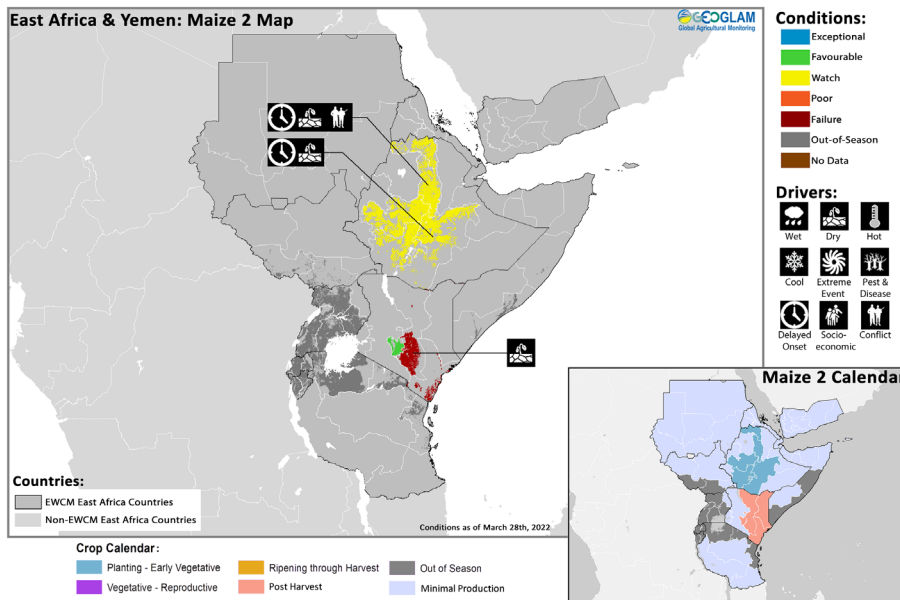 East Africa & Yemen: Maize 2 Map
GEOGLAM
Global Agricultural Monitoring
Conditions:
Exceptional
Favourable
Watch
Poor
Failure
Out-of-Season
No Data
Drivers:
Wet
Dry
Hot
Cool
Extreme
Event
Pest &
Disease
Delayed
Onset
Socio-
economic
Conflict
Countries:
EWCM East Africa Countries
Non-EWCM East Africa Countries
Conditions as of March 28th, 2022
Maize 2 Calendar
Crop Calendar:
Planting - Early Vegetative
Ripening through Harvest
Out of Season
Vegetative - Reproductive
Post Harvest
Minimal Production